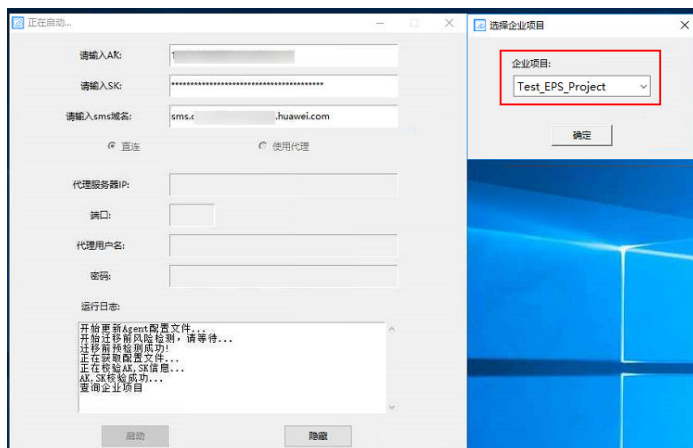 正在启动...
请输入AK:
请输入SK: ****************************************
请输入sms域名: sms. .huawei.com
直连 使用代理
代理服务器IP:
端口:
代理用户名:
密码:
运行日志:
开始更新Agent配置文件...
开始迁移前风险检测，请等待...
迁移前预检测成功!
正在获取配置文件...
正在校验AK,SK信息...
AK,SK校验成功...
查询企业项目
启动 隐藏
选择企业项目
企业项目:
Test_EPS_Project
确定